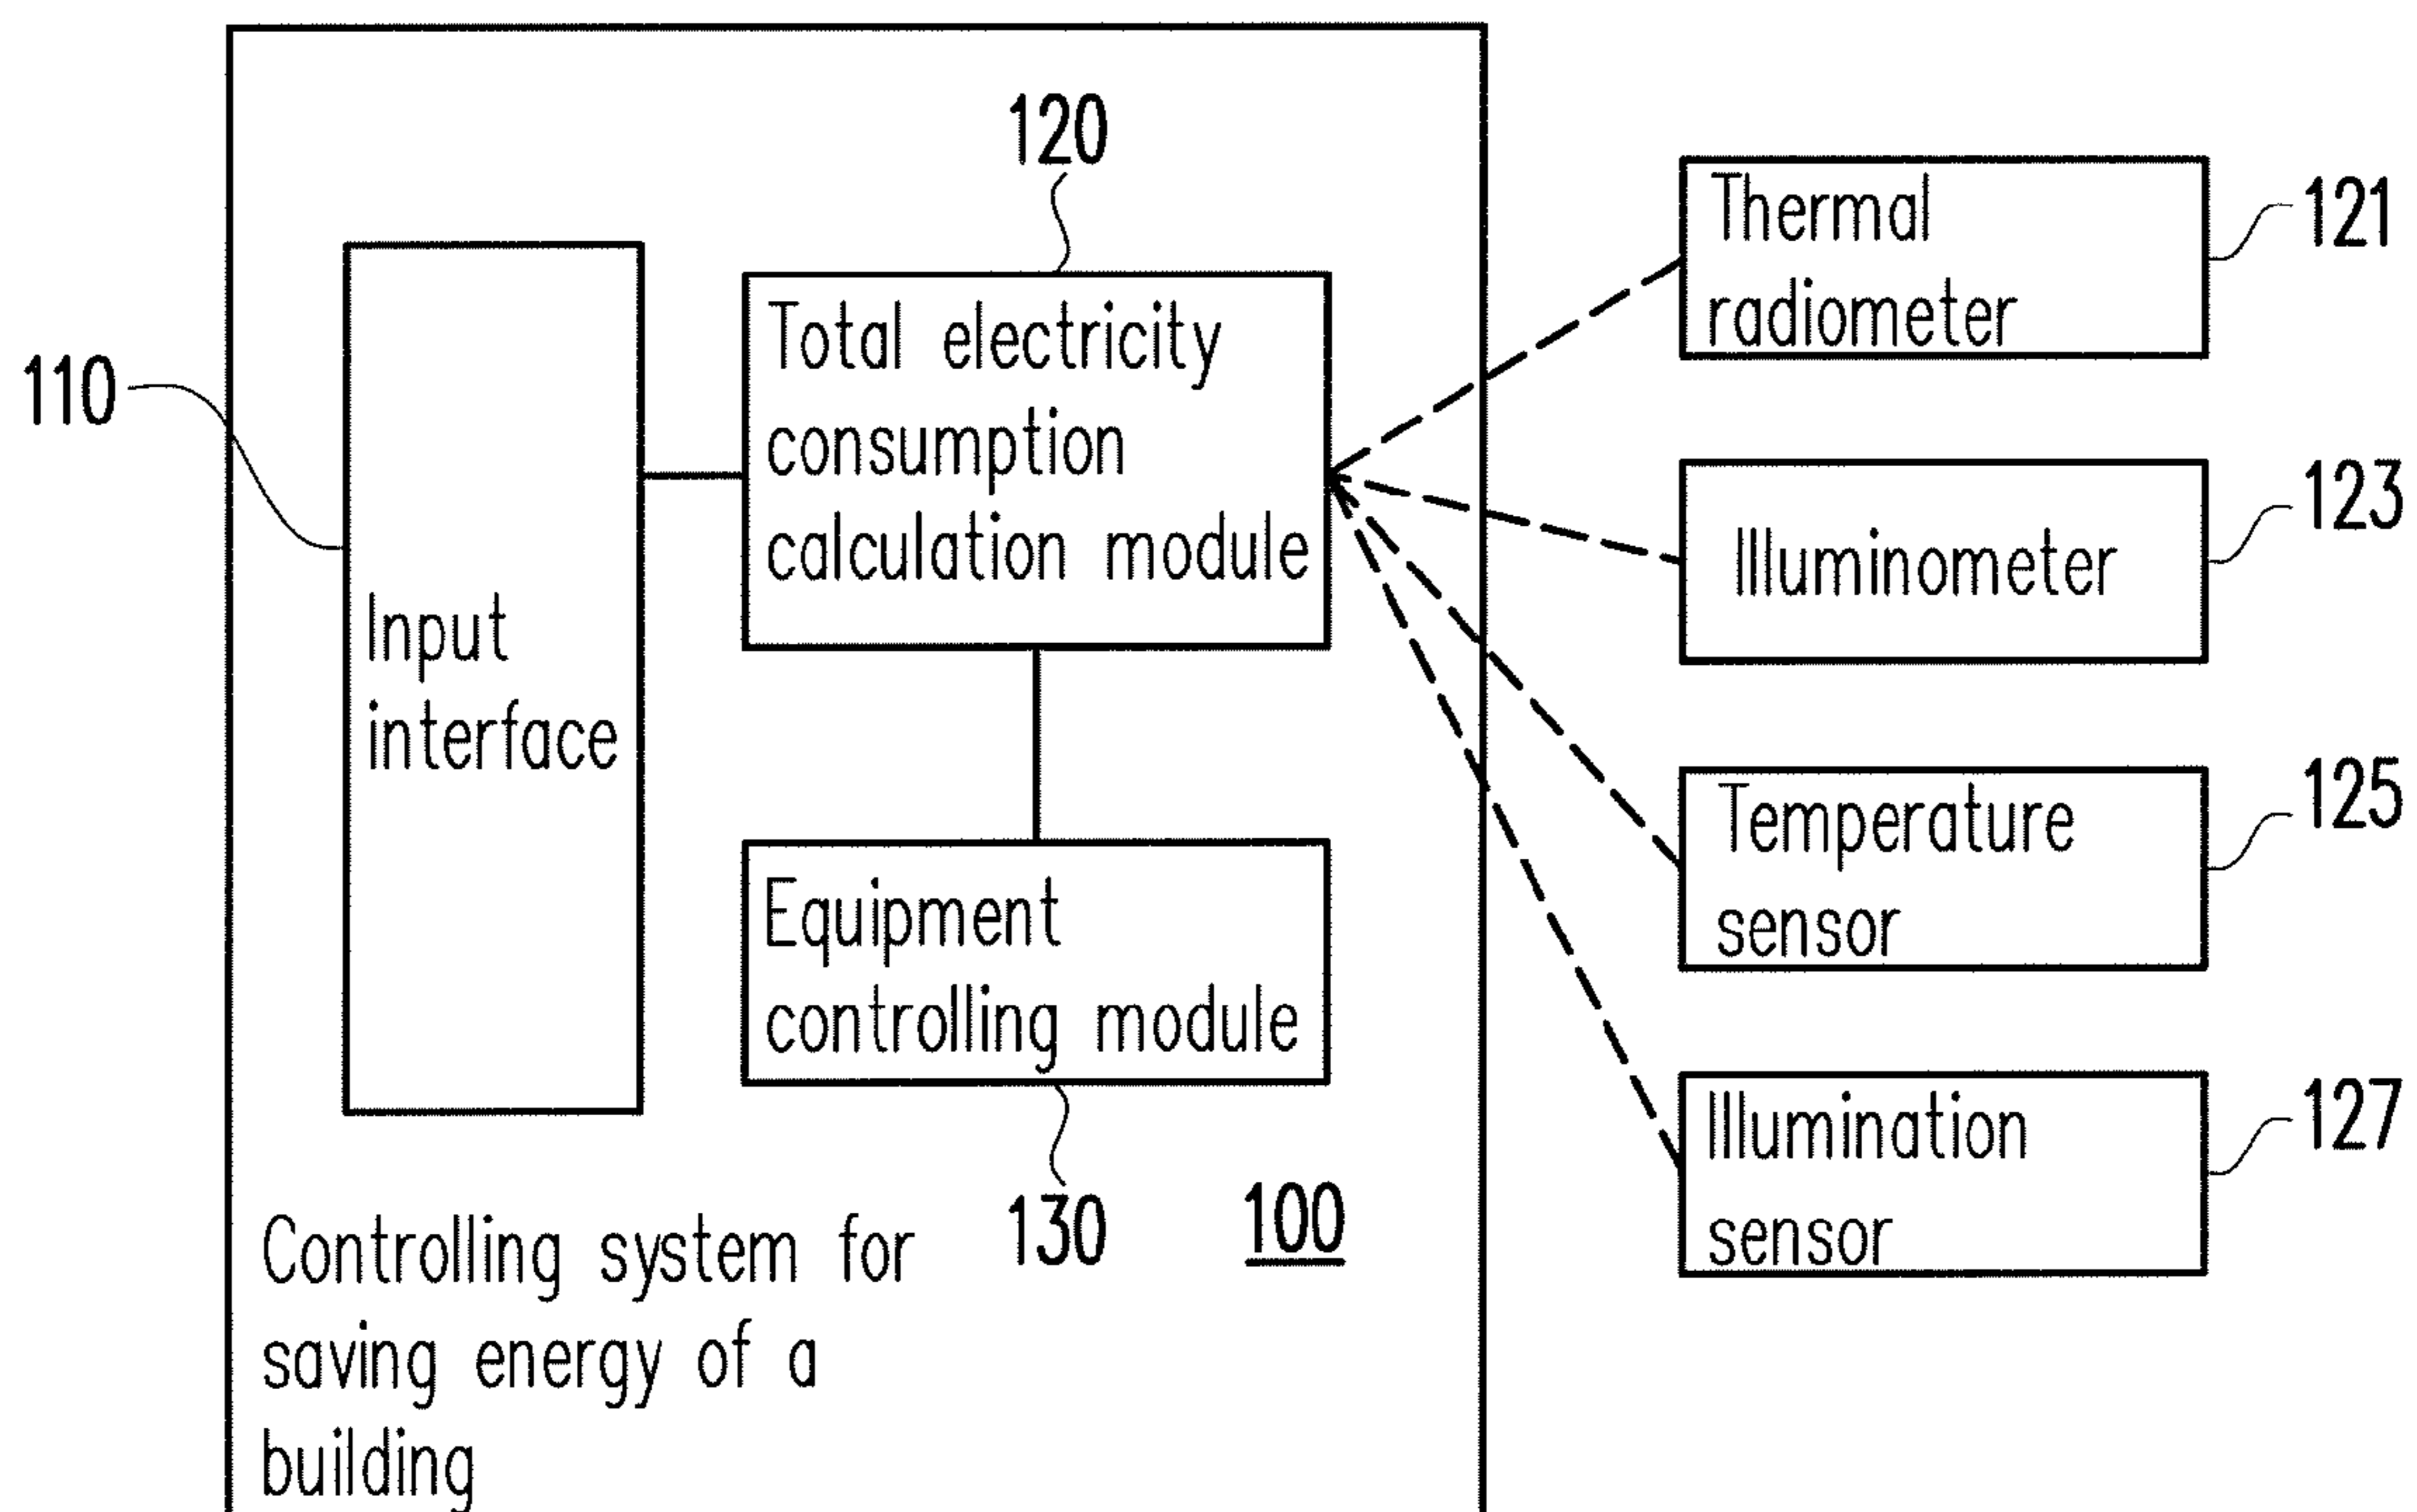 120
Thermal
radiometer
121
110
Total electricity
consumption
calculation module
Illuminometer
123
Input
interface
Temperature
sensor
125
Equipment
controlling module
Illumination
sensor
127
130
100
Controlling system for
saving energy of a
building